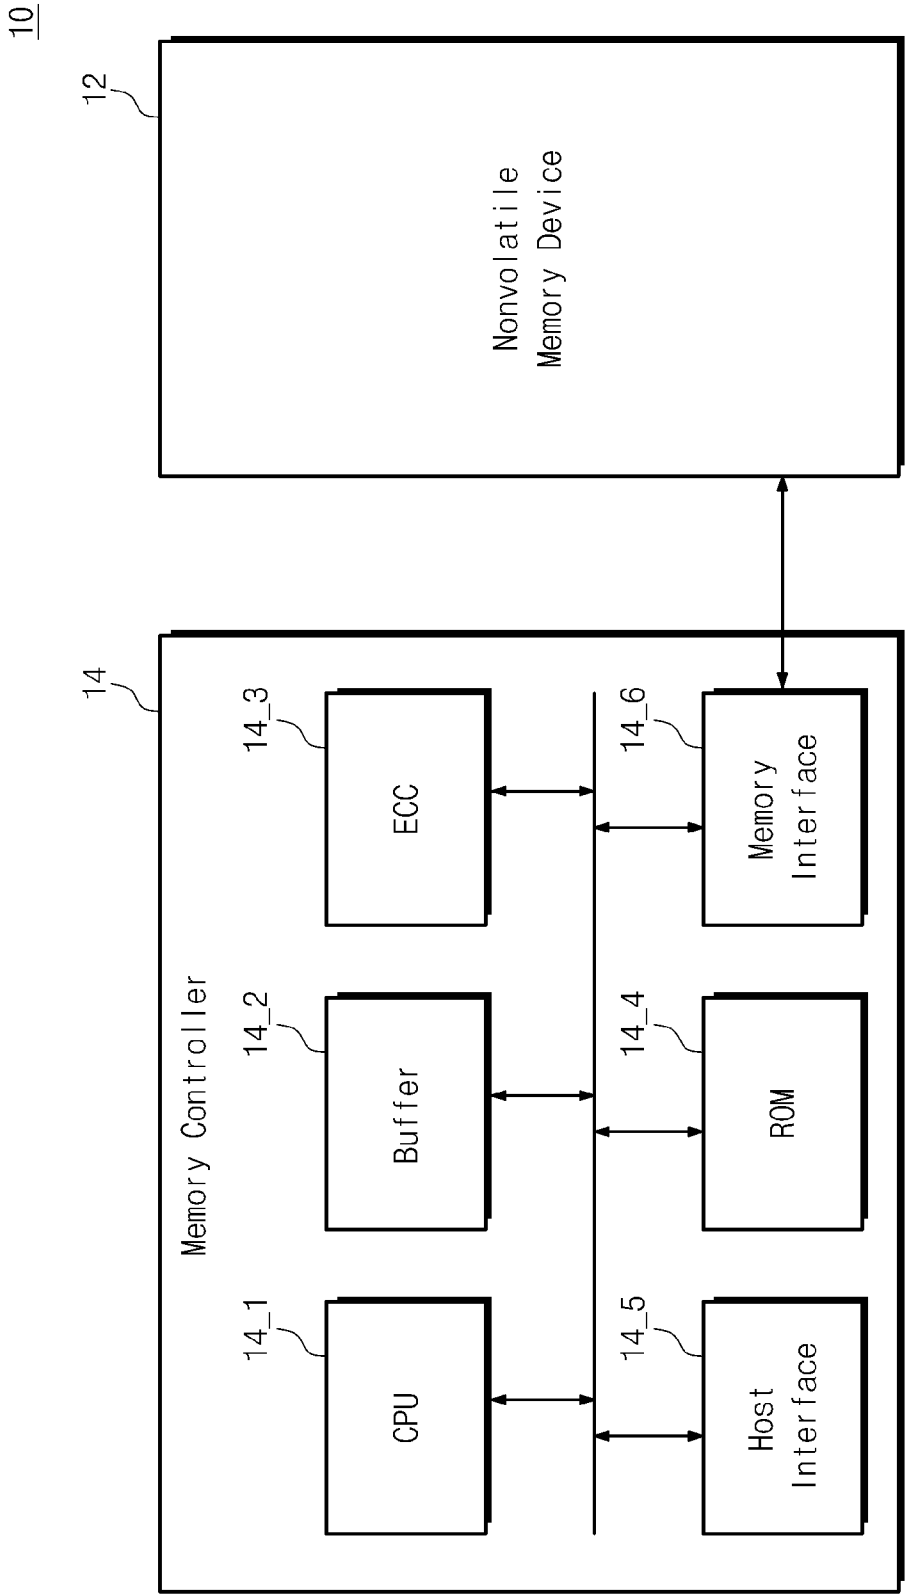 10
14
Memory Controller
14_1
CPU
14_2
Buffer
14_3
ECC
14_5
Host
Interface
14_4
ROM
14_6
Memory
Interface
12
Nonvolatile
Memory Device